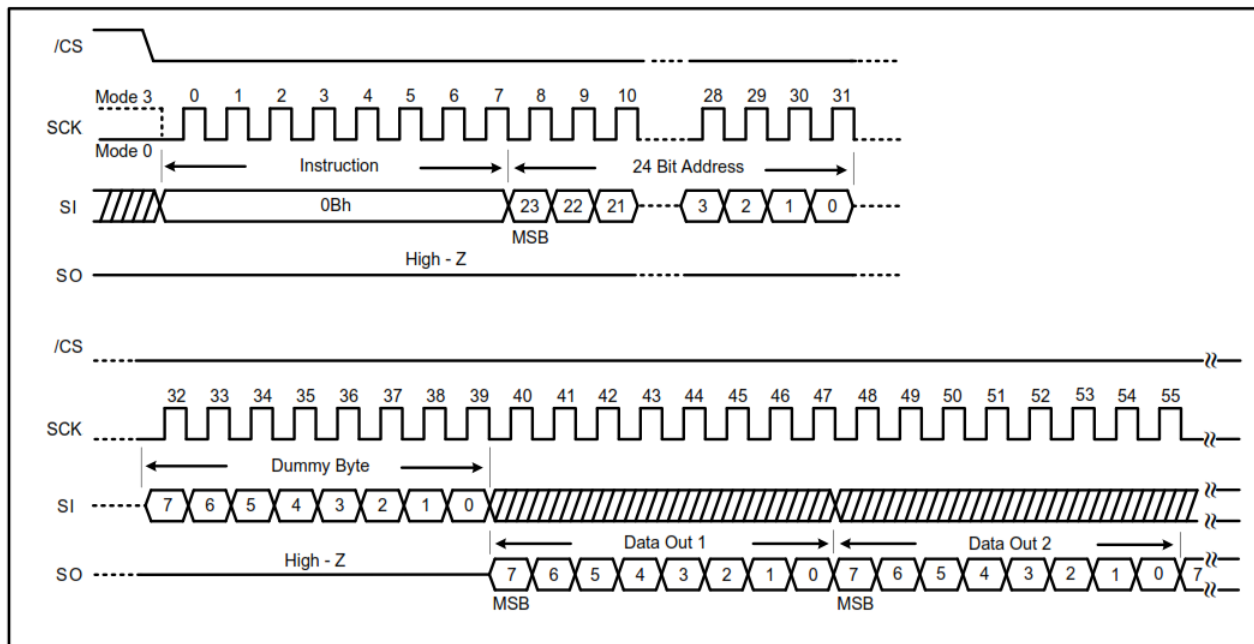 /CS
Mode 3 0 1 2 3 4 5 6 7 8 9 10 28 29 30 31
SCK
Mode 0
Instruction 24 Bit Address
SI 0Bh 23 22 21 3 2 1 0
MSB
High - Z
SO
/CS
32 33 34 35 36 37 38 39 40 41 42 43 44 45 46 47 48 49 50 51 52 53 54 55
SCK
Dummy Byte
SI 7 6 5 4 3 2 1 0
Data Out 1 Data Out 2
High - Z
SO 7 6 5 4 3 2 1 0 7 6 5 4 3 2 1 0 7
MSB MSB